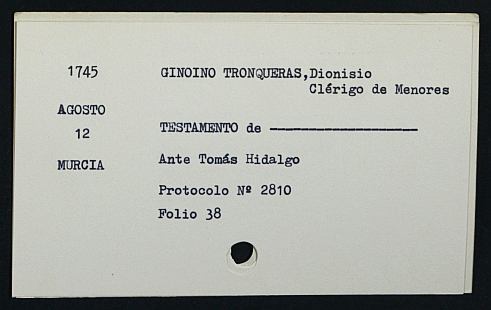 1745 GINOINO TRONQUERAS,Dionisio
Clérigo de Menores
AGOSTO
12 TESTAMENTO de -------------------
MURCIA Ante Tomás Hidalgo
Protocolo Nº 2810
Folio 38